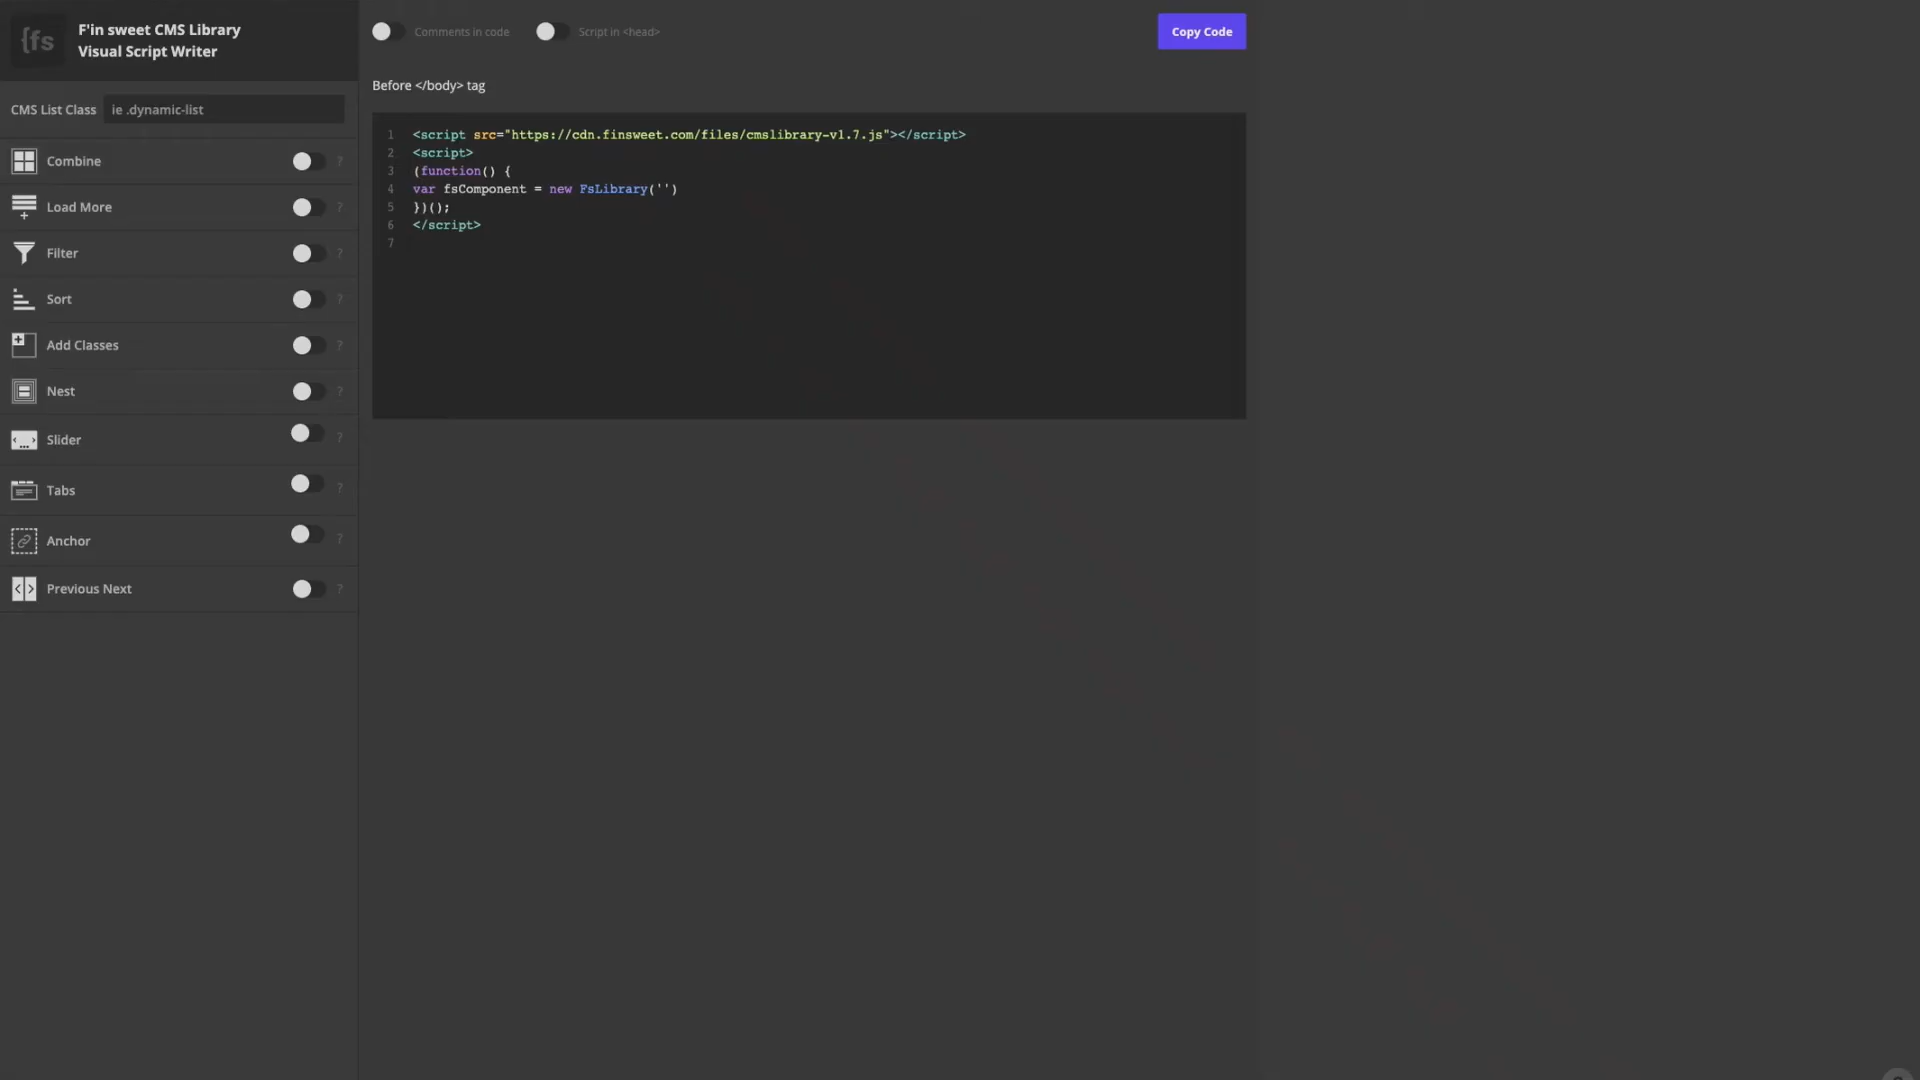 {fs
F'in sweet CMS Library
Visual Script Writer
CMS List Class
ie .dynamic-list
Combine
?
Load More
?
Filter
?
Sort
?
Add Classes
?
Nest
?
Slider
?
Tabs
?
Anchor
?
Previous Next
?
Comments in code
Script in <head>
Copy Code
Before </body> tag
1 <script src="https://cdn.finsweet.com/files/cmslibrary-v1.7.js"></script>
2 <script>
3 (function() {
4 var fsComponent = new FsLibrary('')
5 })();
6 </script>
7